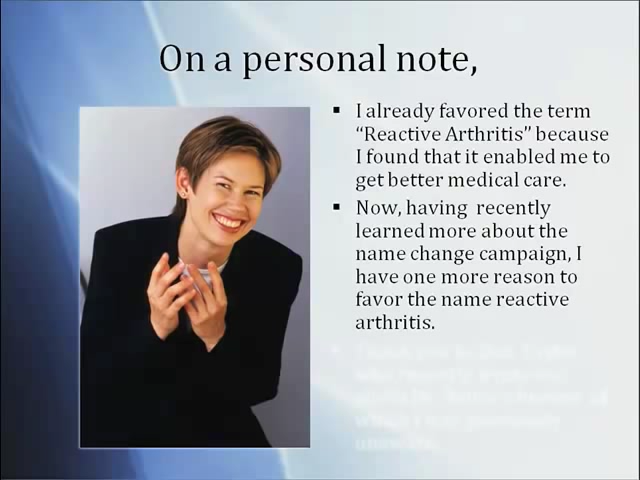 On a personal note,
▪ I already favored the term
“Reactive Arthritis” because
I found that it enabled me to
get better medical care.
▪ Now, having recently
learned more about the
name change campaign, I
have one more reason to
favor the name reactive
arthritis.